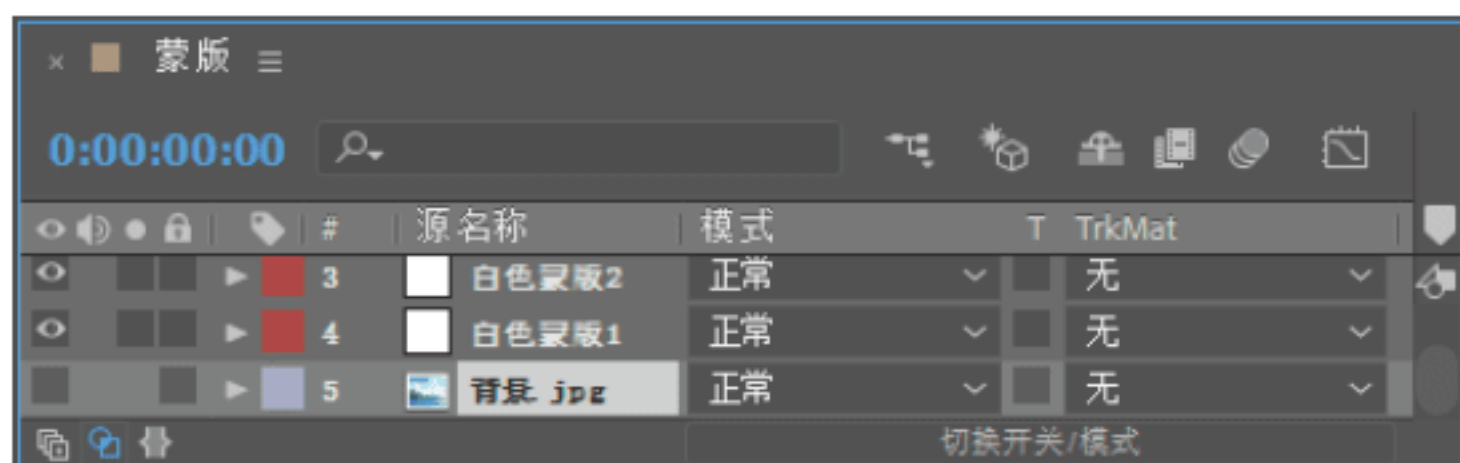 × 蒙版
0:00:00:00
# 源名称 模式 T TrkMat
3 白色蒙版2 正常 无
4 白色蒙版1 正常 无
5 背景.jpg 正常 无
切换开关/模式